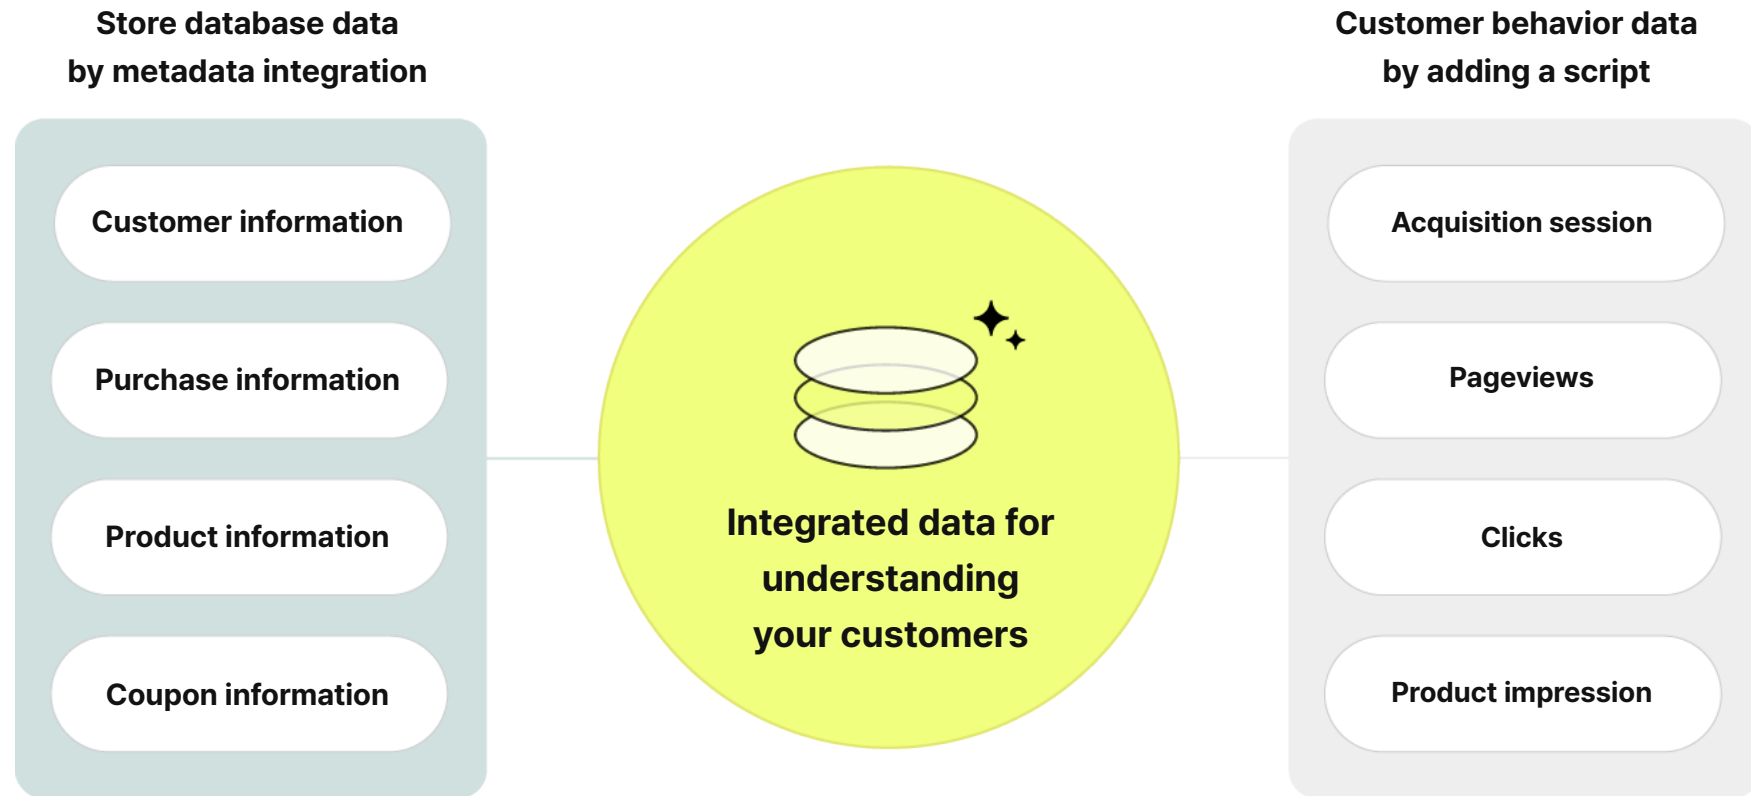 Store database data
by metadata integration
Customer information
Purchase information
Product information
Coupon information
Integrated data for
understanding
your customers
Customer behavior data
by adding a script
Acquisition session
Pageviews
Clicks
Product impression